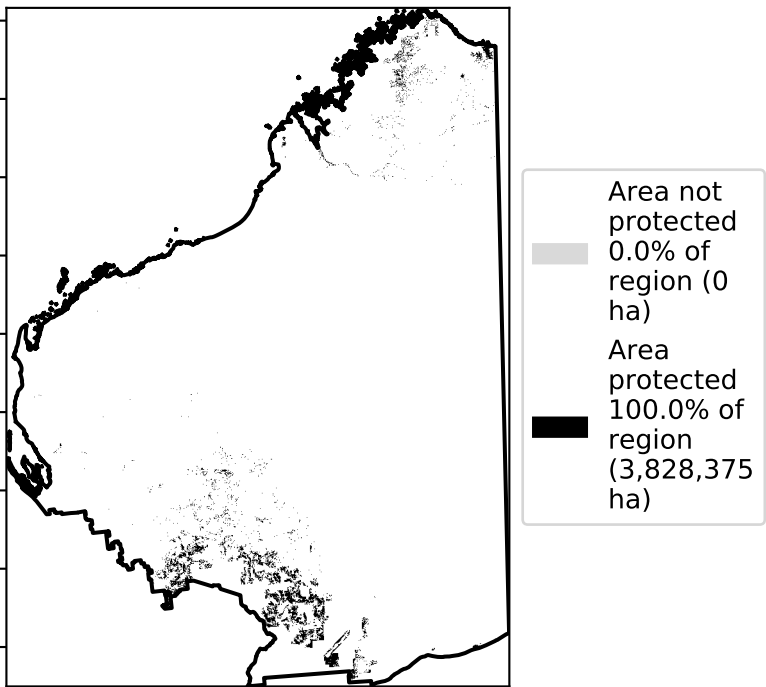 Area not
protected
0.0% of
region (0
ha)
Area
protected
100.0% of
region
(3,828,375
ha)